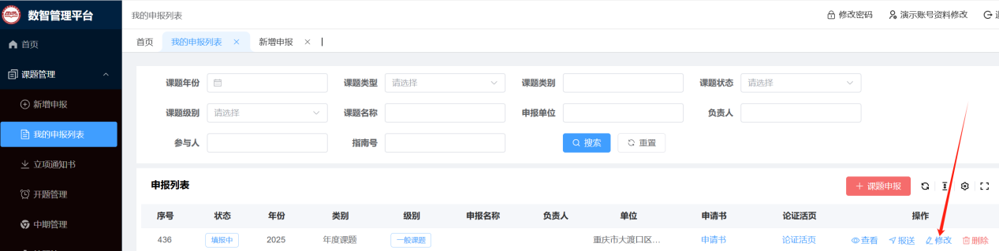 数智管理平台
我的申报列表
修改密码
演示账号资料修改
首页
课题管理
新增申报
我的申报列表
立项通知书
开题管理
中期管理
首页
我的申报列表 ×
新增申报 ×
课题年份
课题类型 请选择
课题类别
课题状态 请选择
课题级别 请选择
课题名称
申报单位
负责人
参与人
指南号
搜索
重置
申报列表
+ 课题申报
序号 状态 年份 类别 级别 申报名称 负责人 单位 申请书 论证活页 操作
436 填报中 2025 年度课题 一般课题 重庆市大渡口区... 申请书 论证活页 查看 报送 修改 删除